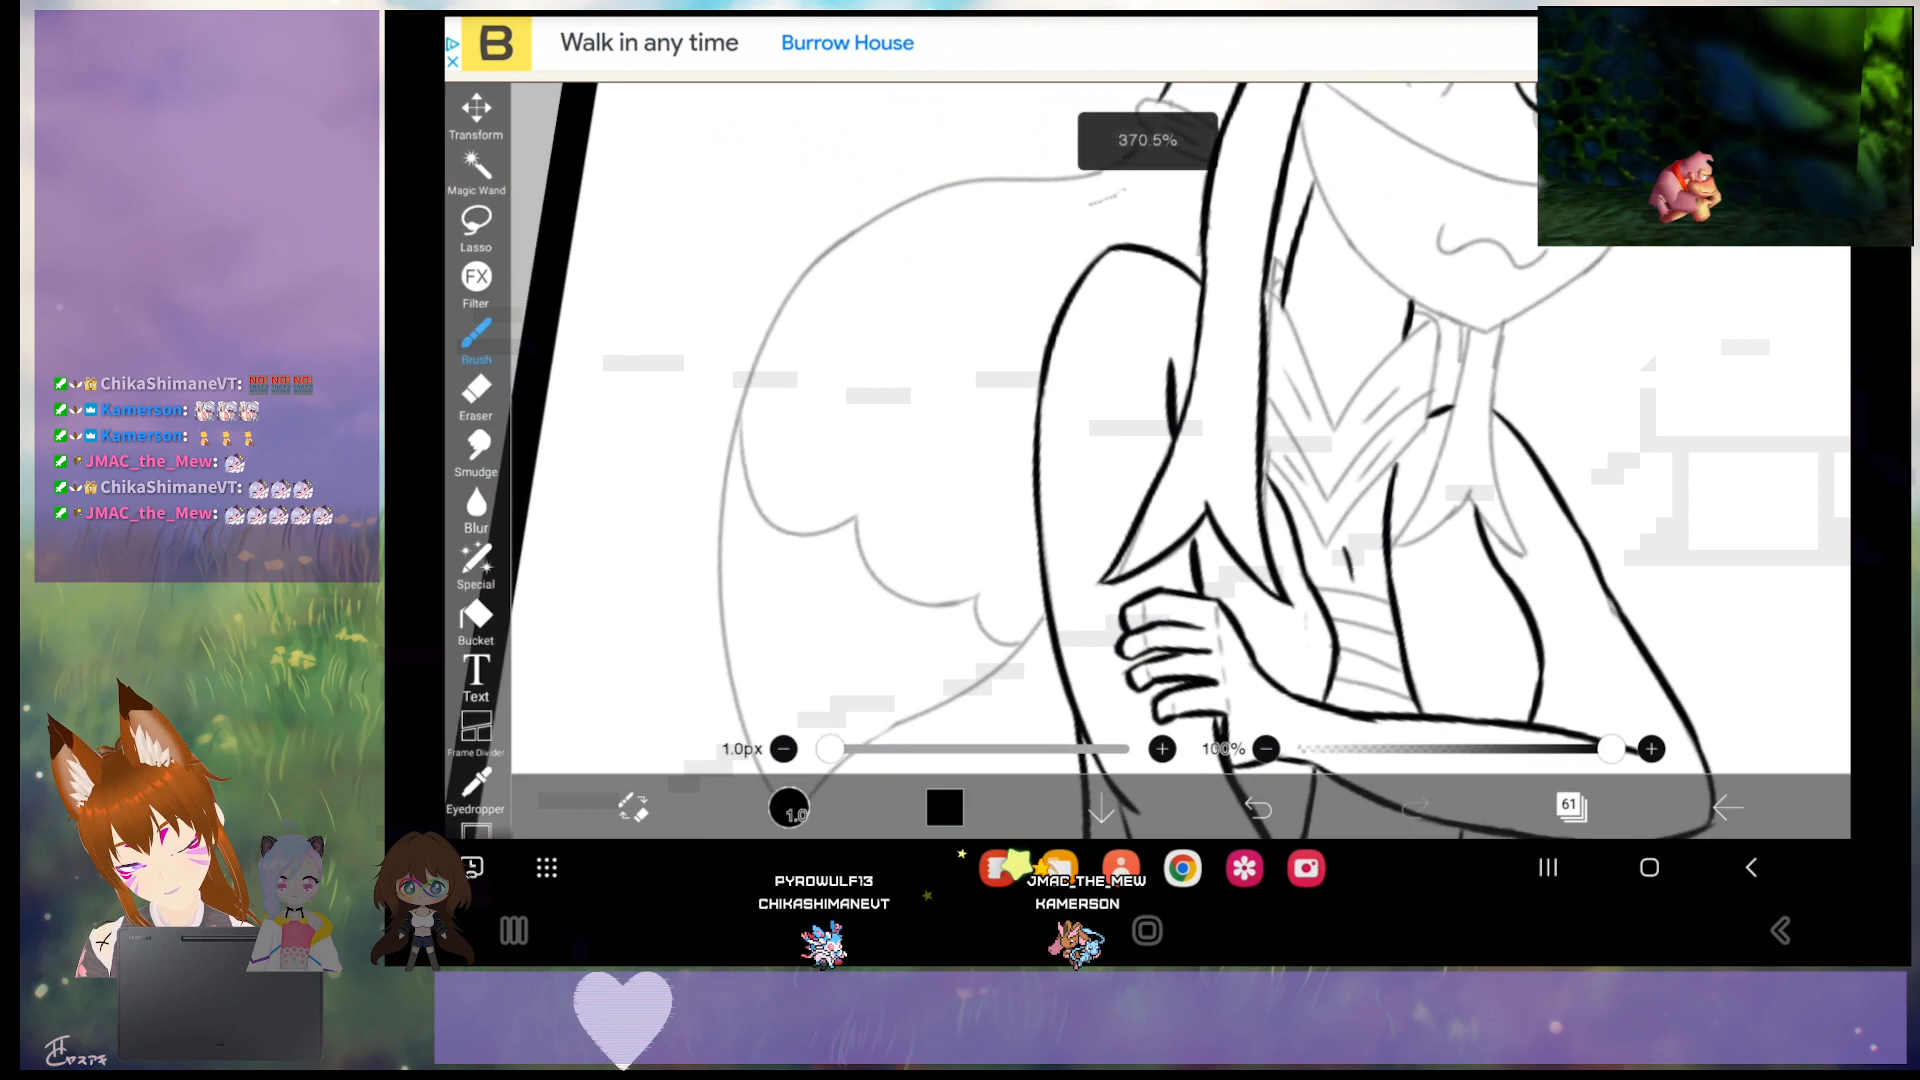 B
Walk in any time
Burrow House
370.5%
Transform
Magic Wand
Lasso
FX
Filter
Brush
Eraser
Smudge
Blur
Special
Bucket
T
Text
Frame Divider
Eyedropper
ChikaShimaneVT:
Kamerson:
Kamerson:
JMAC_the_Mew:
ChikaShimaneVT:
JMAC_the_Mew:
1.0px
100%
1.0
61
PYROWULF13
CHIKASHIMANEVT
JMAC_THE_MEW
KAMERSON